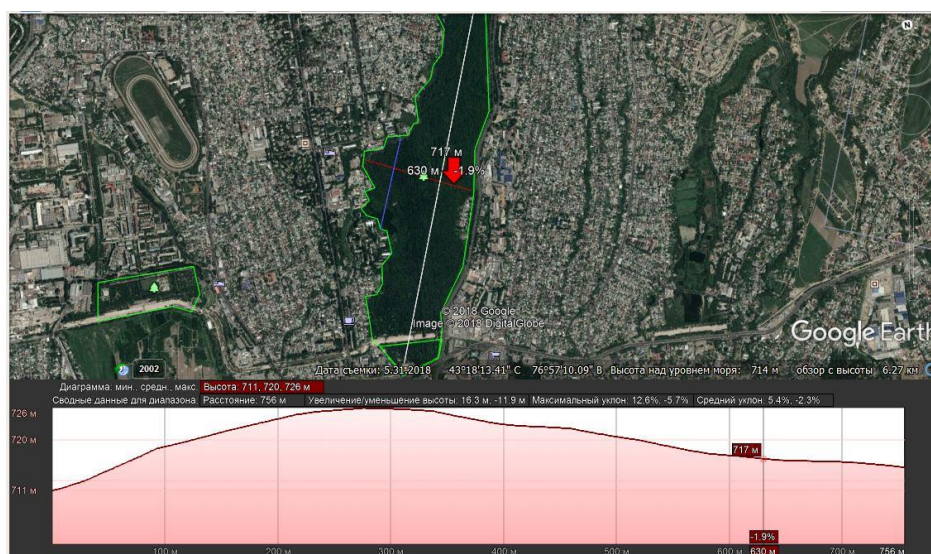 717 м
630 м -1.9%
© 2018 Google
Image © 2018 DigitalGlobe
Google Earth
2002
Дата съемки: 5.31.2018 43°18'13.41" С 76°57'10.09" В Высота над уровнем моря: 714 м обзор с высоты 6.27 км
Диаграмма: мин., средн., макс. Высота: 711, 720, 726 м
Сводные данные для диапазона: Расстояние: 756 м Увеличение/уменьшение высоты: 16.3 м, -11.9 м Максимальный уклон: 12.6%, -5.7% Средний уклон: 5.4%, -2.3%
726 м
720 м
711 м
717 м
-1.9%
100 м 200 м 300 м 400 м 500 м 600 м 630 м 700 м 756 м